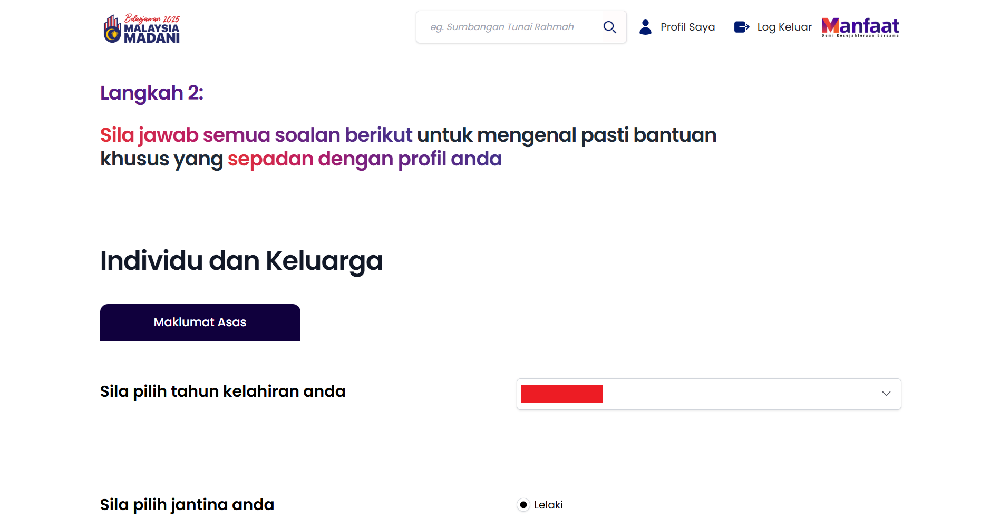 Belanjawan 2025
MALAYSIA
MADANI
eg. Sumbangan Tunai Rahmah
Profil Saya
Log Keluar
Manfaat
Demi Kesejahteraan Bersama
Langkah 2:
Sila jawab semua soalan berikut untuk mengenal pasti bantuan
khusus yang sepadan dengan profil anda
Individu dan Keluarga
Maklumat Asas
Sila pilih tahun kelahiran anda
Sila pilih jantina anda
Lelaki